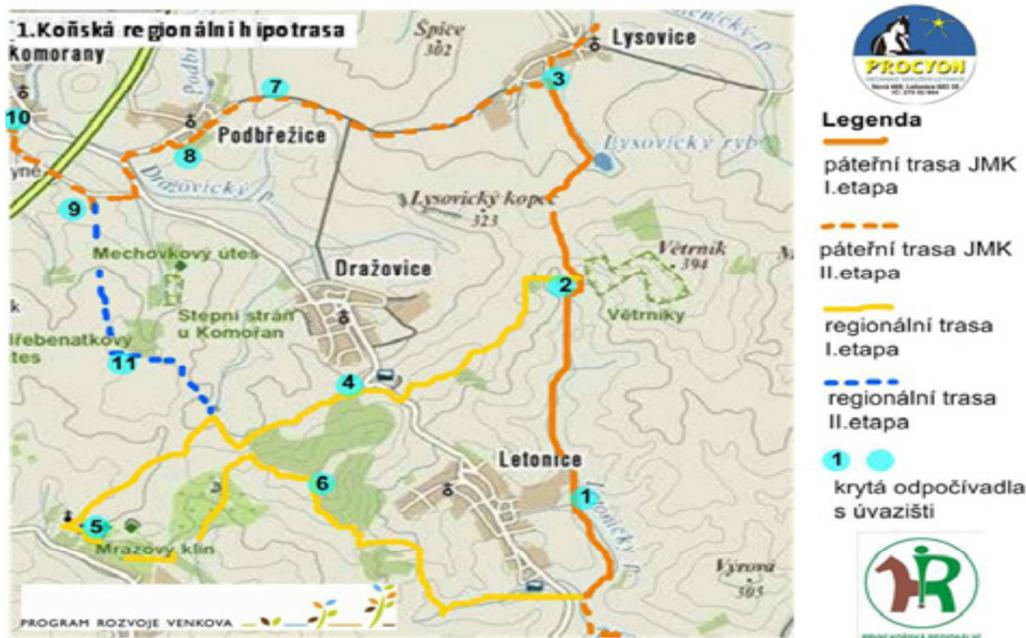 1.Koňská regionální hipotrasa
Komorany
Špice
302
Lysovice
3
7
10
Podbřežice
8
Lysovický ryb
Dražovický p.
9
Lysovický kopec
323
Mechovkový útes
Větrník
394
Dražovice
2
Větrníky
Stepní stráň
u Komořan
11
4
Letonice
6
1
5
Mrazový klín
Výrová
305
PROGRAM ROZVOJE VENKOVA
PROCYON
Legenda
páteřní trasa JMK
I.etapa
páteřní trasa JMK
II.etapa
regionální trasa
I.etapa
regionální trasa
II.etapa
1
krytá odpočívadla
s úvazišti